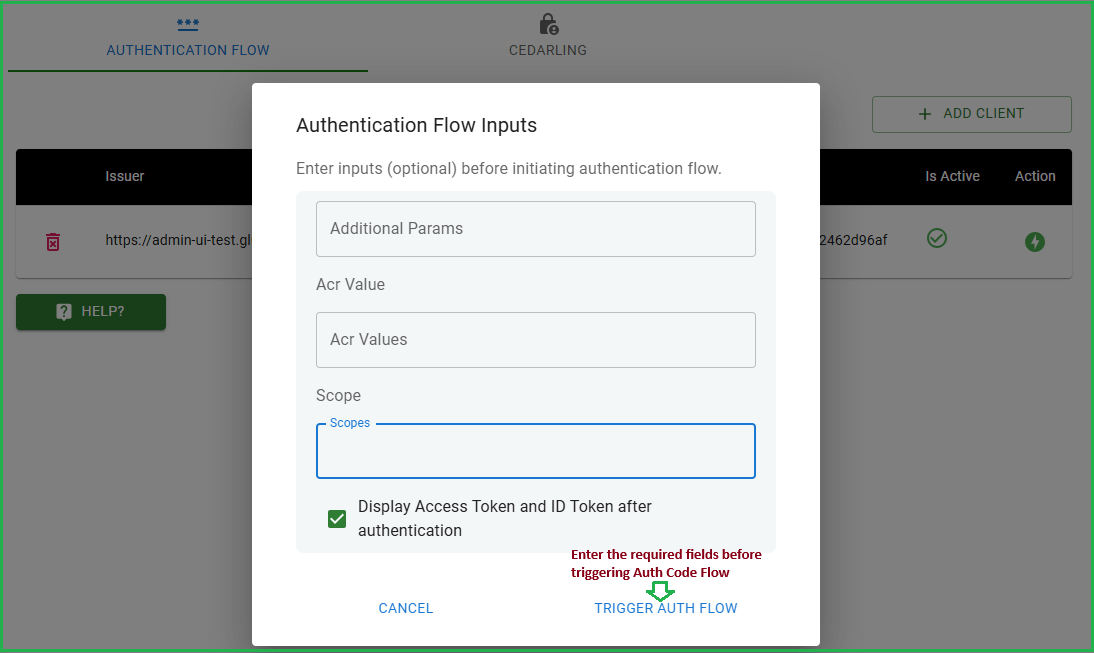 ***
AUTHENTICATION FLOW
CEDARLING
+ ADD CLIENT
Issuer
Is Active
Action
https://admin-ui-test.gl
2462d96af
? HELP?
Authentication Flow Inputs
Enter inputs (optional) before initiating authentication flow.
Additional Params
Acr Value
Acr Values
Scope
Scopes
Display Access Token and ID Token after
authentication
Enter the required fields before
triggering Auth Code Flow
CANCEL
TRIGGER AUTH FLOW